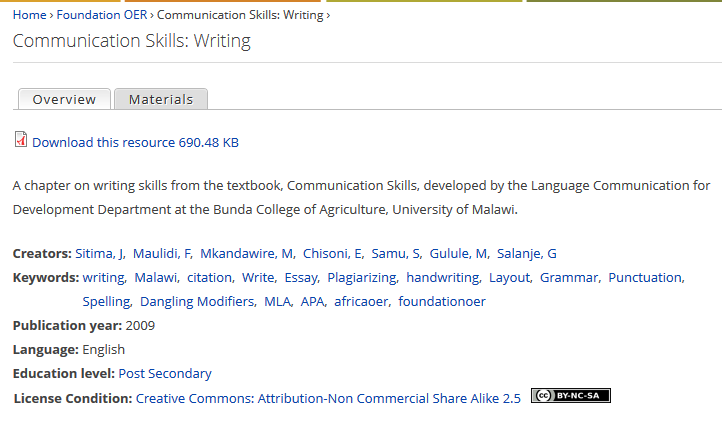 Home › Foundation OER › Communication Skills: Writing ›
Communication Skills: Writing
Overview Materials
Download this resource 690.48 KB
A chapter on writing skills from the textbook, Communication Skills, developed by the Language Communication for
Development Department at the Bunda College of Agriculture, University of Malawi.
Creators: Sitima, J, Maulidi, F, Mkandawire, M, Chisoni, E, Samu, S, Gulule, M, Salanje, G
Keywords: writing, Malawi, citation, Write, Essay, Plagiarizing, handwriting, Layout, Grammar, Punctuation,
Spelling, Dangling Modifiers, MLA, APA, africaoer, foundationoer
Publication year: 2009
Language: English
Education level: Post Secondary
License Condition: Creative Commons: Attribution-Non Commercial Share Alike 2.5 cc BY-NC-SA